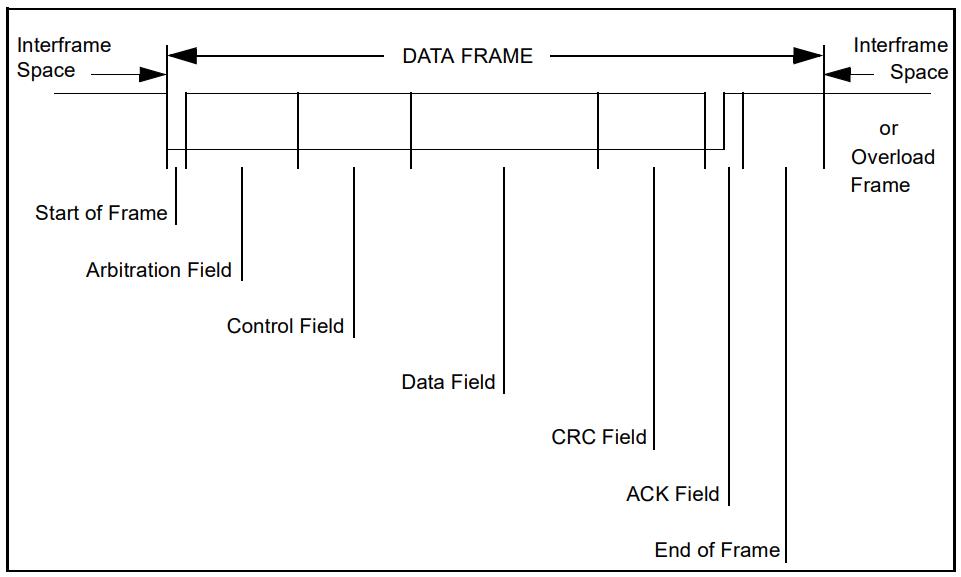 Interframe
Space
DATA FRAME
Interframe
Space
or
Overload
Frame
Start of Frame
Arbitration Field
Control Field
Data Field
CRC Field
ACK Field
End of Frame